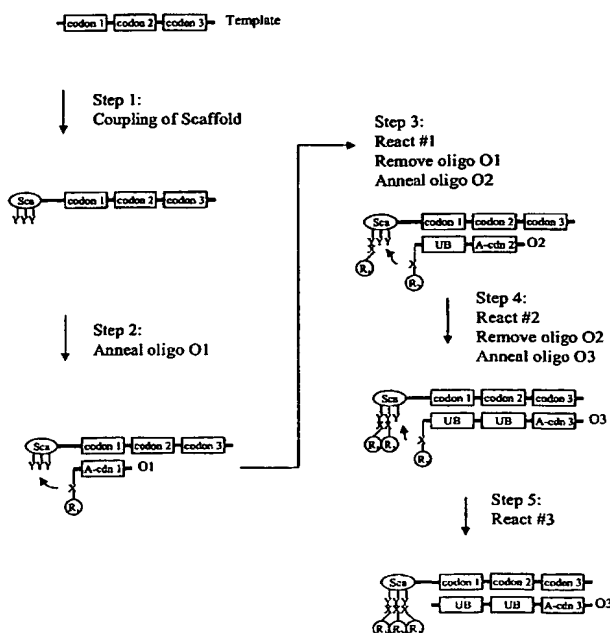 codon 1 codon 2 codon 3 Template
Step 1:
Coupling of Scaffold
Sca codon 1 codon 2 codon 3
Y Y Y
Step 2:
Anneal oligo O1
Sca codon 1 codon 2 codon 3
Y Y Y
A-cdn 1 O1
X
Step 3:
React #1
Remove oligo O1
Anneal oligo O2
Sca codon 1 codon 2 codon 3
UB A-cdn 2 O2
X
Step 4:
React #2
Remove oligo O2
Anneal oligo O3
Sca codon 1 codon 2 codon 3
UB UB A-cdn 3 O3
X
Step 5:
React #3
Sca codon 1 codon 2 codon 3
UB UB A-cdn 3 O3